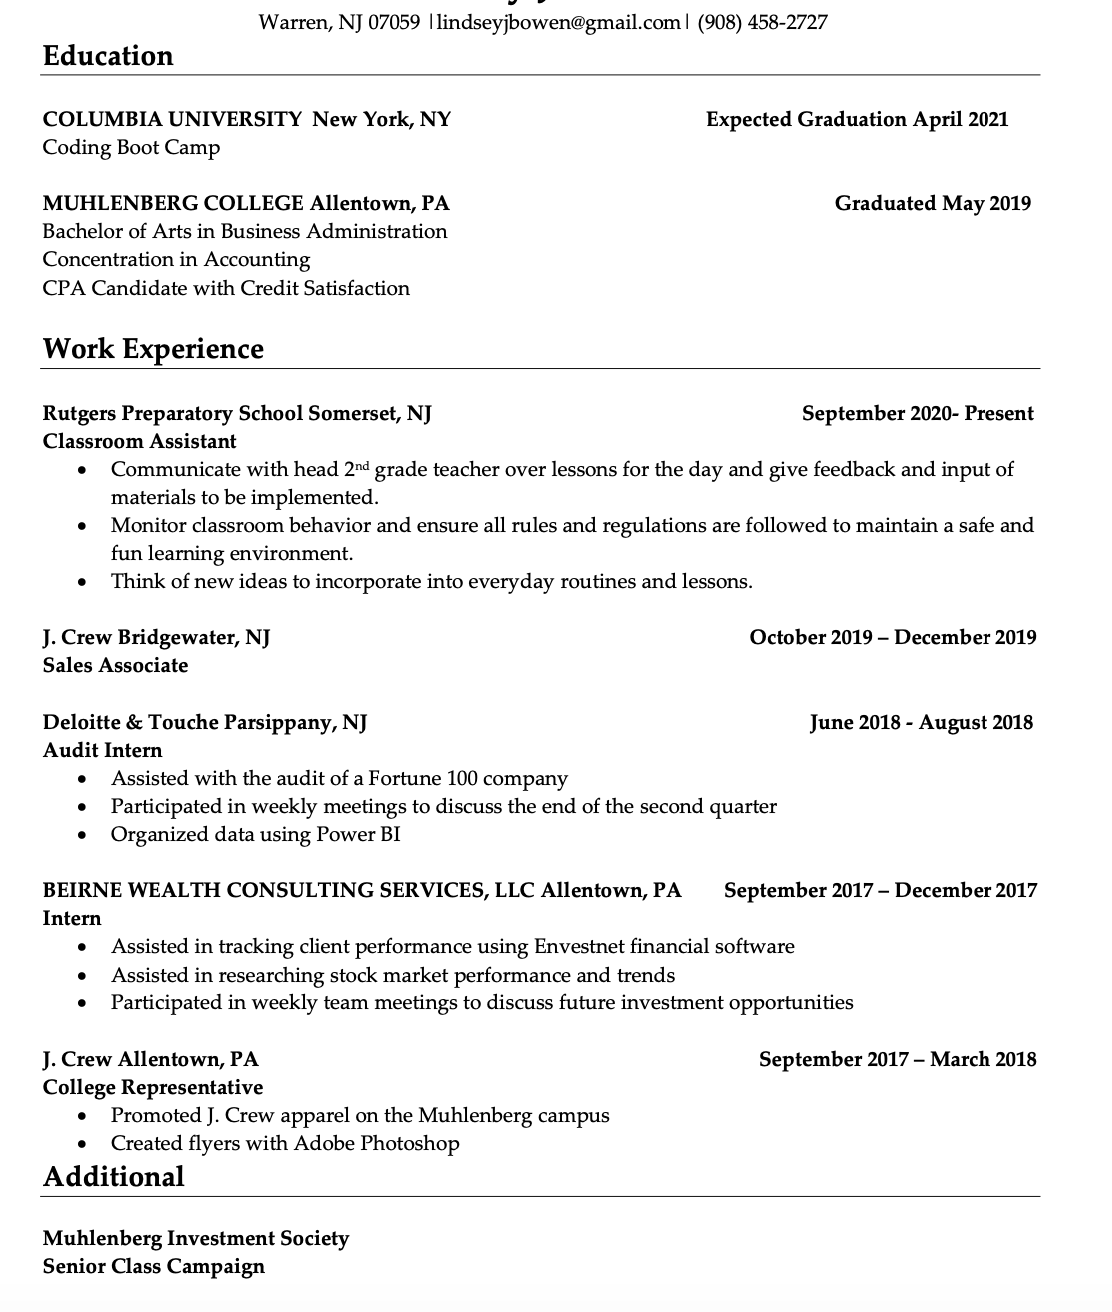 Warren, NJ 07059 |lindseyjbowen@gmail.com| (908) 458-2727
Education
COLUMBIA UNIVERSITY New York, NY Expected Graduation April 2021
Coding Boot Camp
MUHLENBERG COLLEGE Allentown, PA Graduated May 2019
Bachelor of Arts in Business Administration
Concentration in Accounting
CPA Candidate with Credit Satisfaction
Work Experience
Rutgers Preparatory School Somerset, NJ September 2020- Present
Classroom Assistant
• Communicate with head 2nd grade teacher over lessons for the day and give feedback and input of
materials to be implemented.
• Monitor classroom behavior and ensure all rules and regulations are followed to maintain a safe and
fun learning environment.
• Think of new ideas to incorporate into everyday routines and lessons.
J. Crew Bridgewater, NJ October 2019 – December 2019
Sales Associate
Deloitte & Touche Parsippany, NJ June 2018 - August 2018
Audit Intern
• Assisted with the audit of a Fortune 100 company
• Participated in weekly meetings to discuss the end of the second quarter
• Organized data using Power BI
BEIRNE WEALTH CONSULTING SERVICES, LLC Allentown, PA September 2017 – December 2017
Intern
• Assisted in tracking client performance using Envestnet financial software
• Assisted in researching stock market performance and trends
• Participated in weekly team meetings to discuss future investment opportunities
J. Crew Allentown, PA September 2017 – March 2018
College Representative
• Promoted J. Crew apparel on the Muhlenberg campus
• Created flyers with Adobe Photoshop
Additional
Muhlenberg Investment Society
Senior Class Campaign